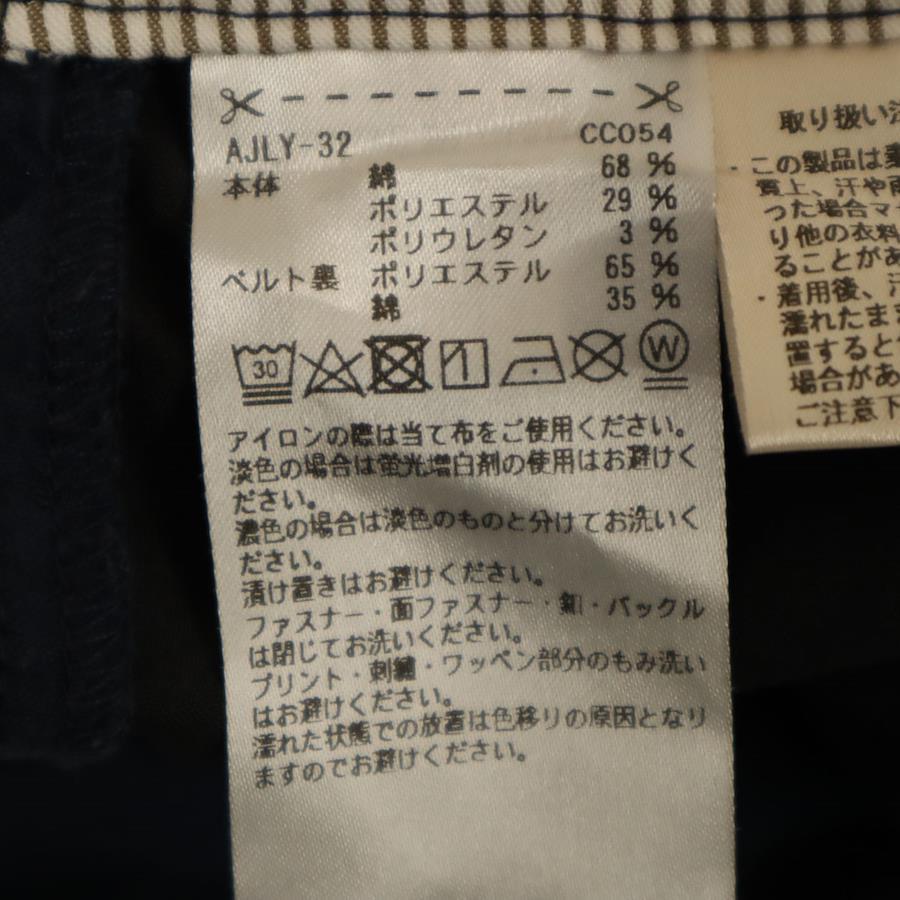 AJLY-32 CC054
本体 綿 68 %
ポリエステル 29 %
ポリウレタン 3 %
ベルト裏 ポリエステル 65 %
綿 35 %
30 W
アイロンの際は当て布をご使用ください。
淡色の場合は蛍光増白剤の使用はお避けく
ださい。
濃色の場合は淡色のものと分けてお洗いく
ださい。
漬け置きはお避けください。
ファスナー・面ファスナー・釦・バックル
は閉じてお洗いください。
プリント・刺繍・ワッペン部分のもみ洗い
はお避けください。
濡れた状態での放置は色移りの原因となり
ますのでお避けください。
取り扱い
・この製品は
質上、汗や
った場合マ
り他の衣料
ることがあ
・着用後、
濡れたまま
置すると
場合があ
ご注意下